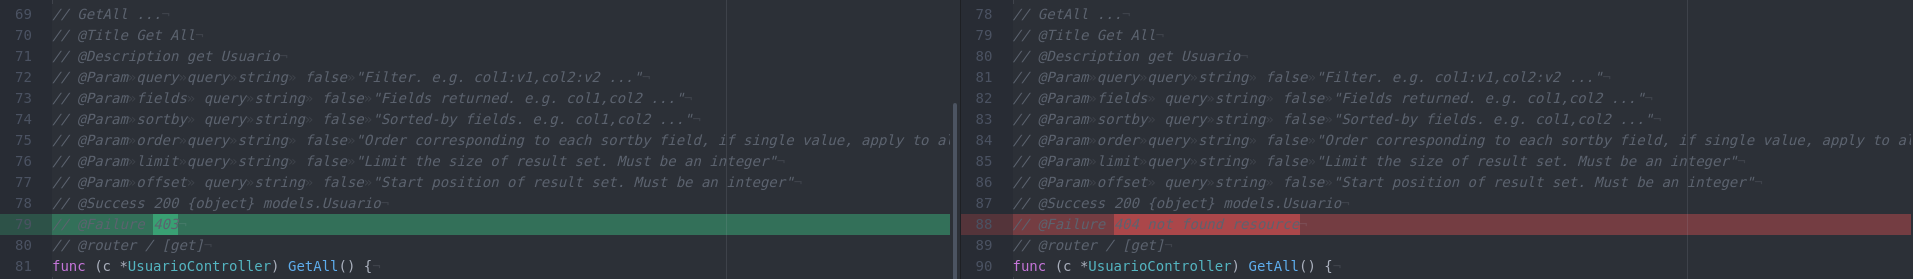 69 // GetAll ...
70 // @Title Get All
71 // @Description get Usuario
72 // @Param query query string false "Filter. e.g. col1:v1,col2:v2 ..."
73 // @Param fields query string false "Fields returned. e.g. col1,col2 ..."
74 // @Param sortby query string false "Sorted-by fields. e.g. col1,col2 ..."
75 // @Param order query string false "Order corresponding to each sortby field, if single value, apply to al
76 // @Param limit query string false "Limit the size of result set. Must be an integer"
77 // @Param offset query string false "Start position of result set. Must be an integer"
78 // @Success 200 {object} models.Usuario
79 // @Failure 403
80 // @router / [get]
81 func (c *UsuarioController) GetAll() {
78 // GetAll ...
79 // @Title Get All
80 // @Description get Usuario
81 // @Param query query string false "Filter. e.g. col1:v1,col2:v2 ..."
82 // @Param fields query string false "Fields returned. e.g. col1,col2 ..."
83 // @Param sortby query string false "Sorted-by fields. e.g. col1,col2 ..."
84 // @Param order query string false "Order corresponding to each sortby field, if single value, apply to al
85 // @Param limit query string false "Limit the size of result set. Must be an integer"
86 // @Param offset query string false "Start position of result set. Must be an integer"
87 // @Success 200 {object} models.Usuario
88 // @Failure not found resource
89 // @router / [get]
90 func (c *UsuarioController) GetAll() {